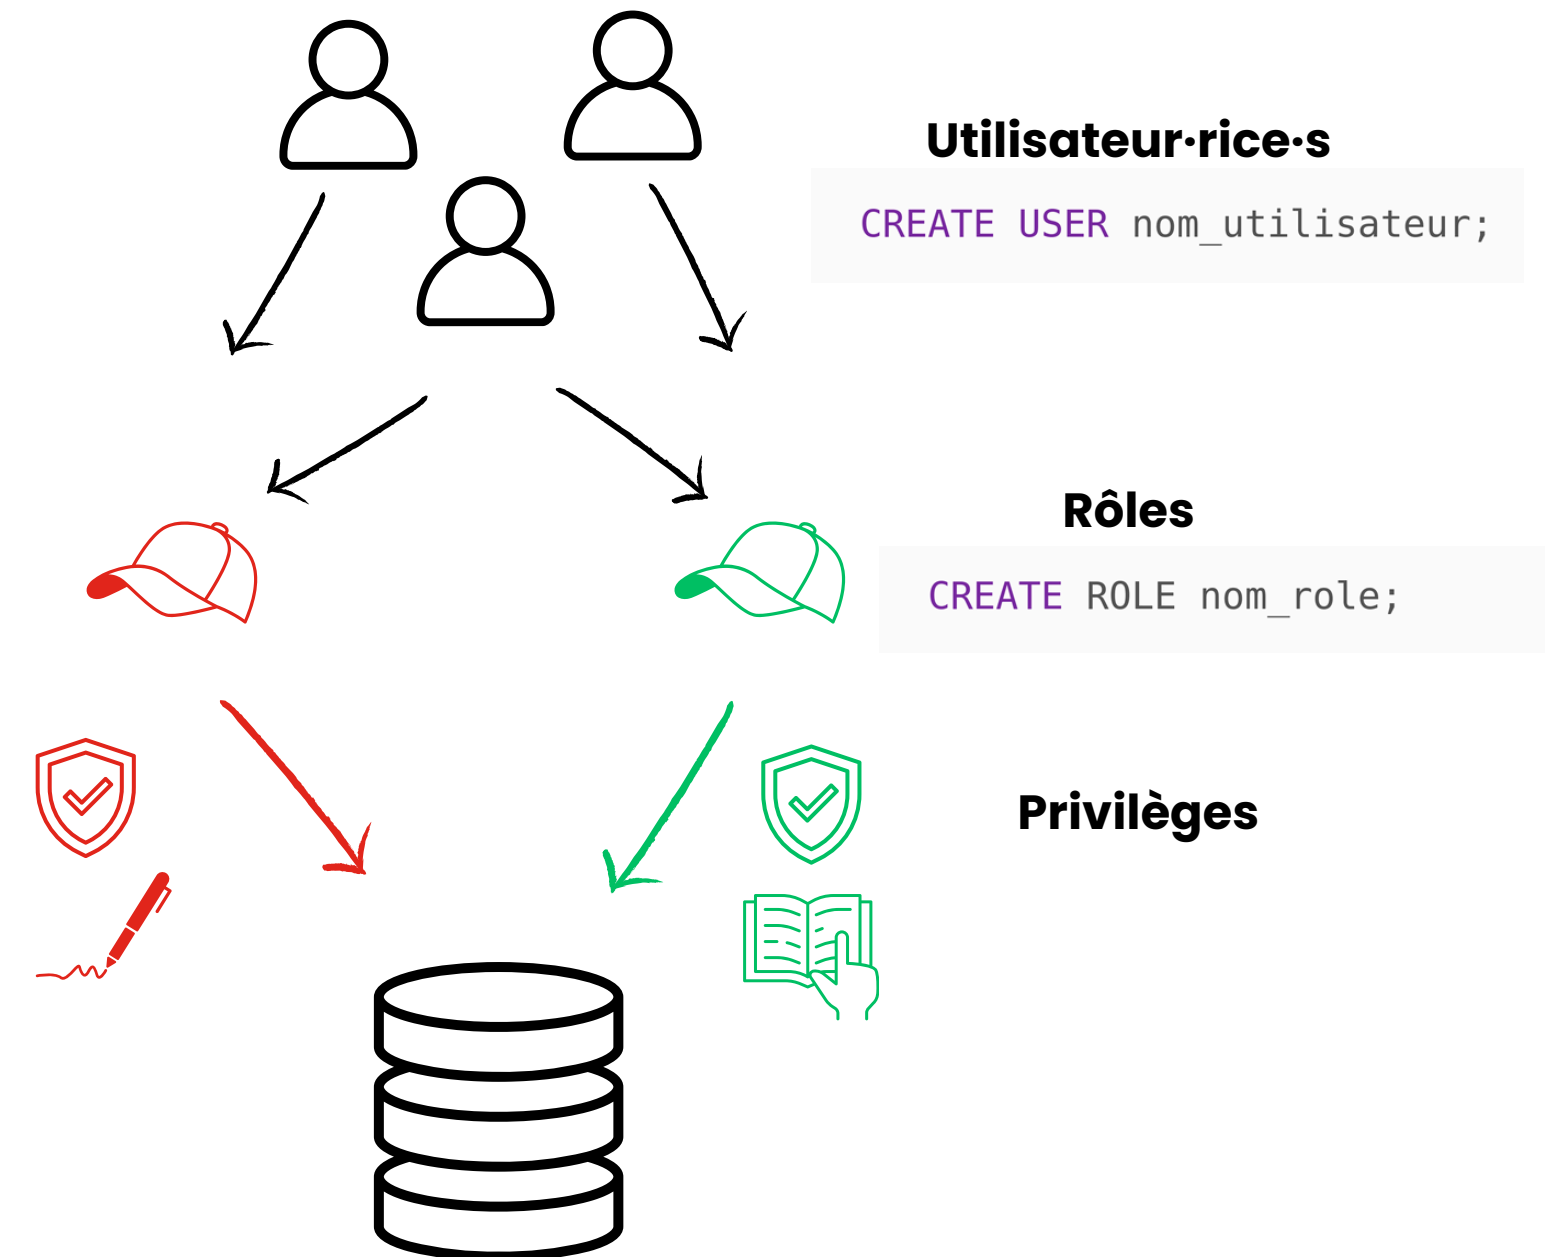 Utilisateur·rice·s
CREATE USER nom_utilisateur;
Rôles
CREATE ROLE nom_role;
Privilèges